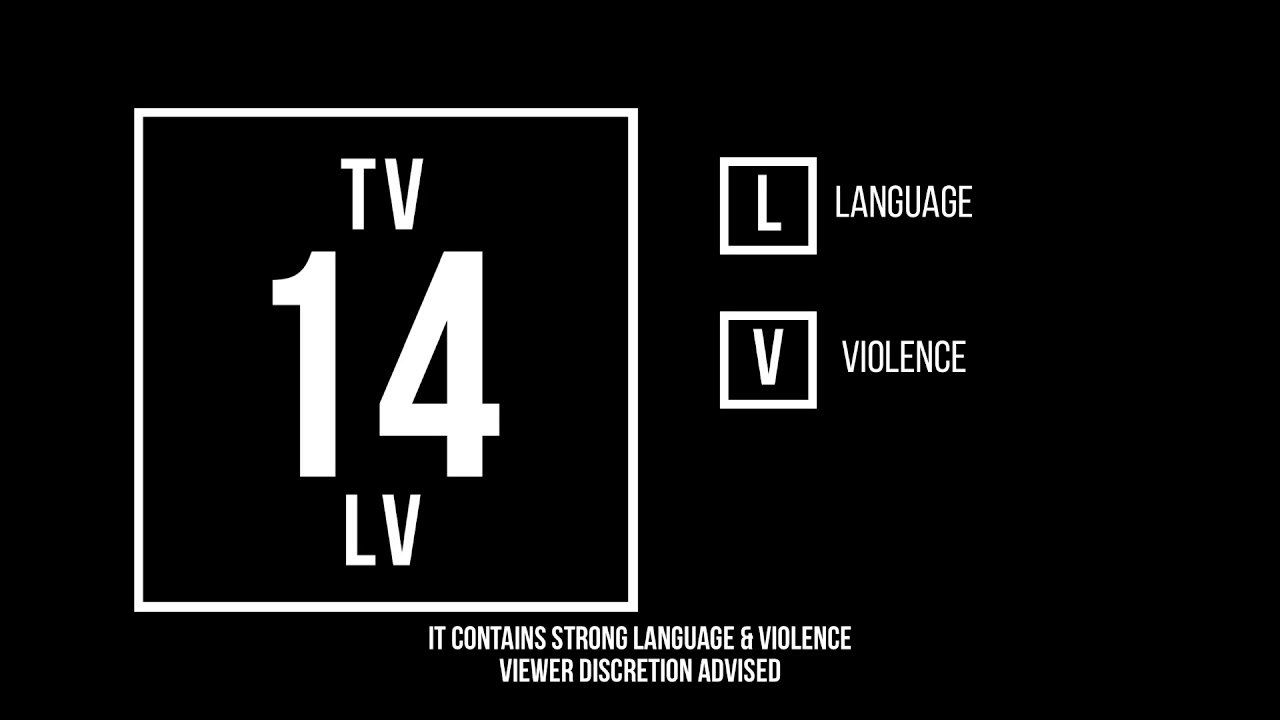 TV
14
LV
L LANGUAGE
V VIOLENCE
IT CONTAINS STRONG LANGUAGE & VIOLENCE
VIEWER DISCRETION ADVISED